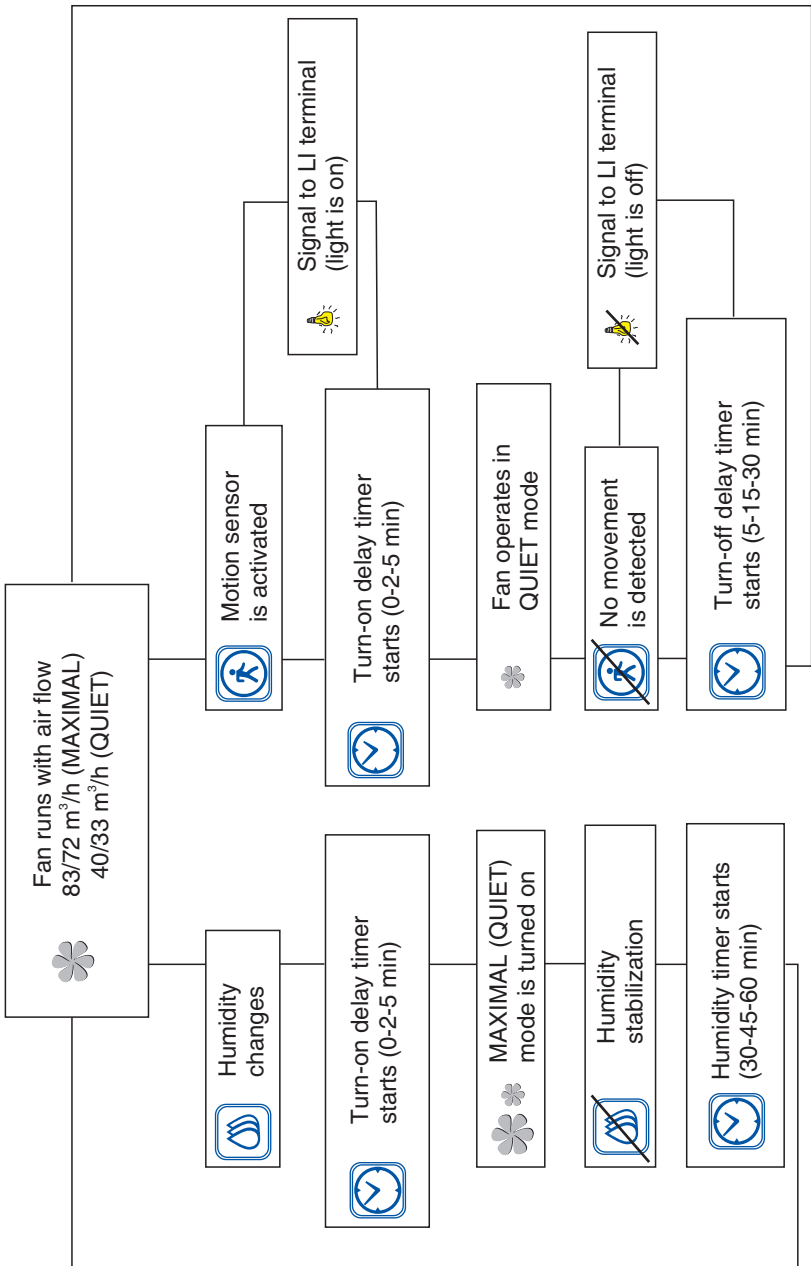 Fan runs with air flow
83/72 m³/h (MAXIMAL)
40/33 m³/h (QUIET)
Humidity
changes
Turn-on delay timer
starts (0-2-5 min)
MAXIMAL (QUIET)
mode is turned on
Humidity
stabilization
Humidity timer starts
(30-45-60 min)
Motion sensor
is activated
Signal to LI terminal
(light is on)
Turn-on delay timer
starts (0-2-5 min)
Fan operates in
QUIET mode
No movement
is detected
Signal to LI terminal
(light is off)
Turn-off delay timer
starts (5-15-30 min)